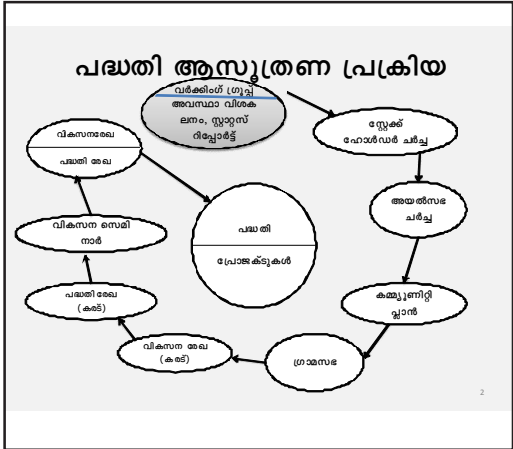 പദ്ധതി ആസൂത്രണ പ്രക്രിയ
വർക്കിംഗ് ഗ്രൂപ്പ്
അവസ്ഥാ വിശക
ലനം, സ്റ്റാറ്റസ്
റിപ്പോർട്ട്
സ്റ്റേക്ക്
ഹോൾഡർ ചർച്ച
അയൽസഭ
ചർച്ച
കമ്മ്യൂണിറ്റി
പ്ലാൻ
ഗ്രാമസഭ
വികസന രേഖ
(കരട്)
പദ്ധതി രേഖ
(കരട്)
വികസന സെമി
നാർ
വികസനരേഖ
പദ്ധതി രേഖ
പദ്ധതി
പ്രോജക്ടുകൾ
2